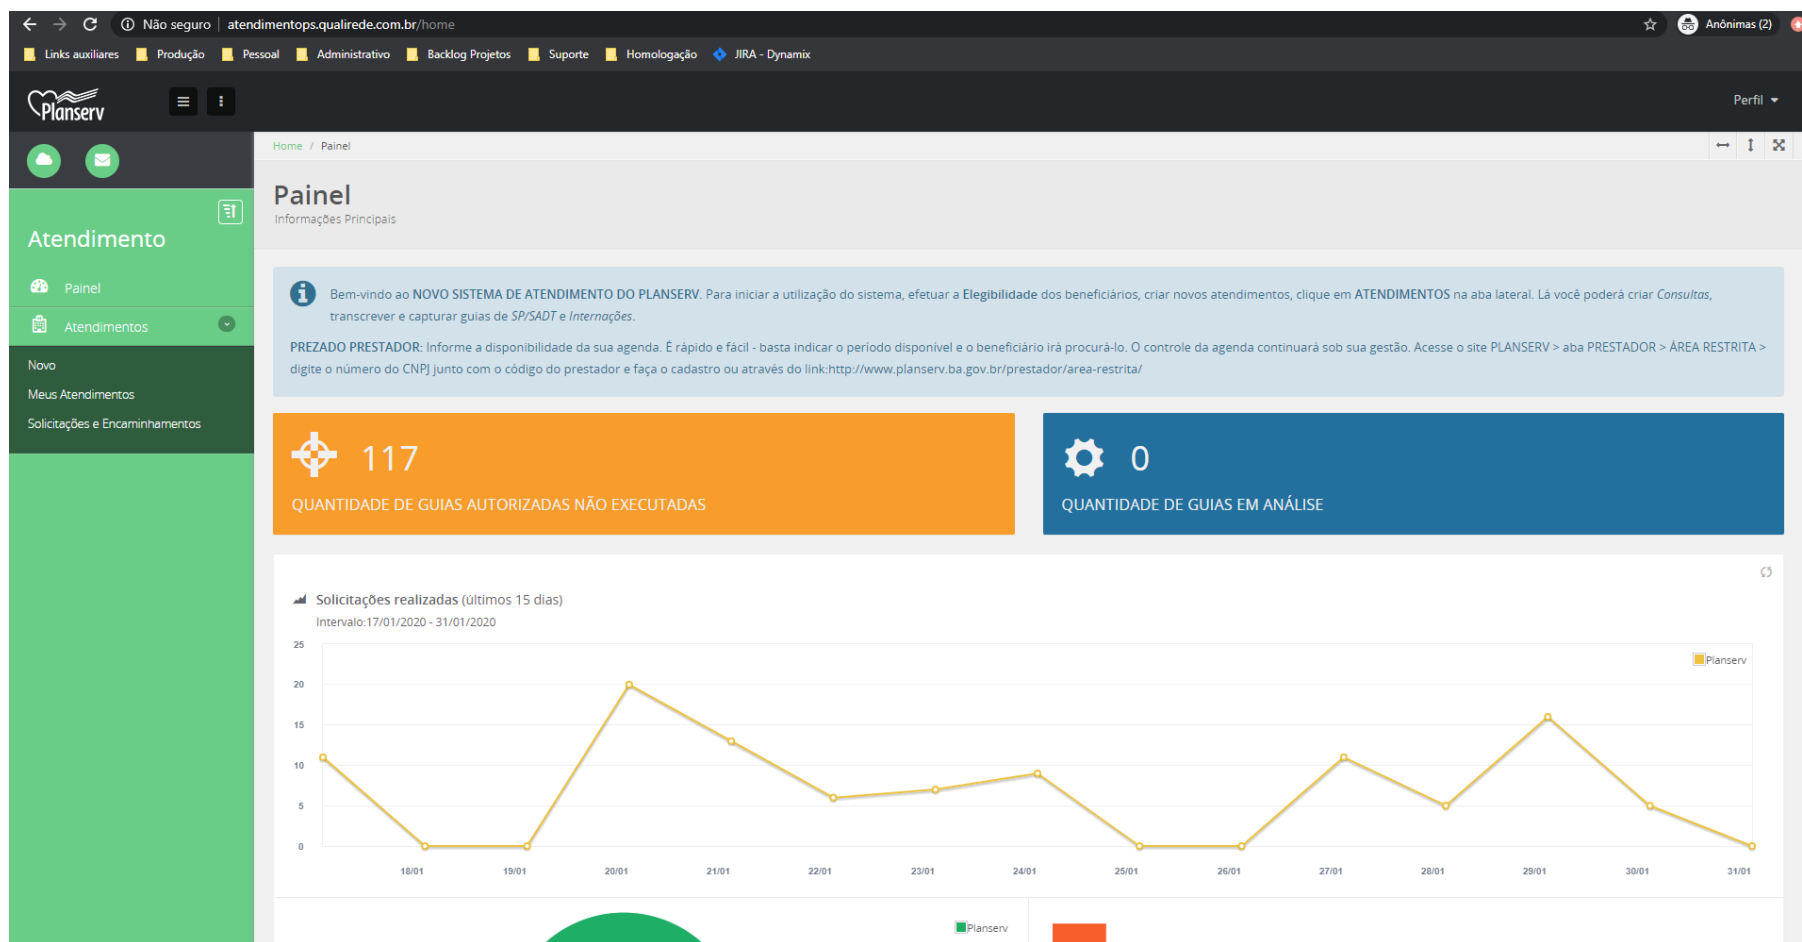 Não seguro | atendimentops.qualirede.com.br/home
Anônimas (2)
Links auxiliares Produção Pessoal Administrativo Backlog Projetos Suporte Homologação JIRA - Dynamix
Planserv
Perfil
Home / Painel
Painel
Informações Principais
Atendimento
Painel
Atendimentos
Novo
Meus Atendimentos
Solicitações e Encaminhamentos
Bem-vindo ao NOVO SISTEMA DE ATENDIMENTO DO PLANSERV. Para iniciar a utilização do sistema, efetuar a Elegibilidade dos beneficiários, criar novos atendimentos, clique em ATENDIMENTOS na aba lateral. Lá você poderá criar Consultas,
transcrever e capturar guias de SP/SADT e Internações.
PREZADO PRESTADOR: Informe a disponibilidade da sua agenda. É rápido e fácil - basta indicar o período disponível e o beneficiário irá procurá-lo. O controle da agenda continuará sob sua gestão. Acesse o site PLANSERV > aba PRESTADOR > ÁREA RESTRITA >
digite o número do CNPJ junto com o código do prestador e faça o cadastro ou através do link:http://www.planserv.ba.gov.br/prestador/area-restrita/
117
QUANTIDADE DE GUIAS AUTORIZADAS NÃO EXECUTADAS
0
QUANTIDADE DE GUIAS EM ANÁLISE
Solicitações realizadas (últimos 15 dias)
Intervalo:17/01/2020 - 31/01/2020
25
Planserv
20
15
10
5
0
18/01 19/01 20/01 21/01 22/01 23/01 24/01 25/01 26/01 27/01 28/01 29/01 30/01 31/01
Planserv